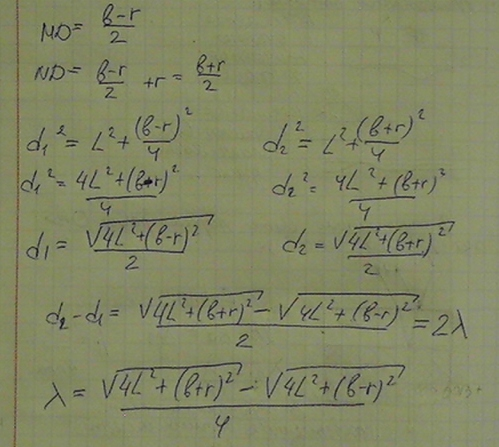 MD = (в-r)/2
ND = (в-r)/2 + r = (в+r)/2
d₁² = L² + (в-r)²/4 d₂² = L² + (в+r)²/4
d₁² = (4L² + (в-r)²)/4 d₂² = (4L² + (в+r)²)/4
d₁ = √(4L² + (в-r)²)/2 d₂ = √(4L² + (в+r)²)/2
d₂ - d₁ = (√(4L² + (в+r)²) - √(4L² + (в-r)²))/2 = 2λ
λ = (√(4L² + (в+r)²) - √(4L² + (в-r)²))/4